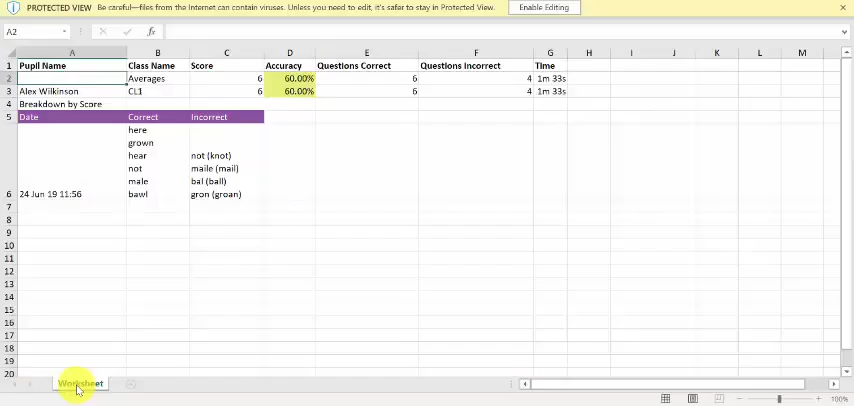 PROTECTED VIEW Be careful—files from the Internet can contain viruses. Unless you need to edit, it's safer to stay in Protected View. Enable Editing
A2 fx
A B C D E F G H I J K L M
1 Pupil Name Class Name Score Accuracy Questions Correct Questions Incorrect Time
2 Averages 6 60.00% 6 4 1m 33s
3 Alex Wilkinson CL1 6 60.00% 6 4 1m 33s
4 Breakdown by Score
5 Date Correct Incorrect
here
grown
hear not (knot)
not maile (mail)
male bal (ball)
6 24 Jun 19 11:56 bawl gron (groan)
7
8
9
10
11
12
13
14
15
16
17
18
19
20
Worksheet
100%